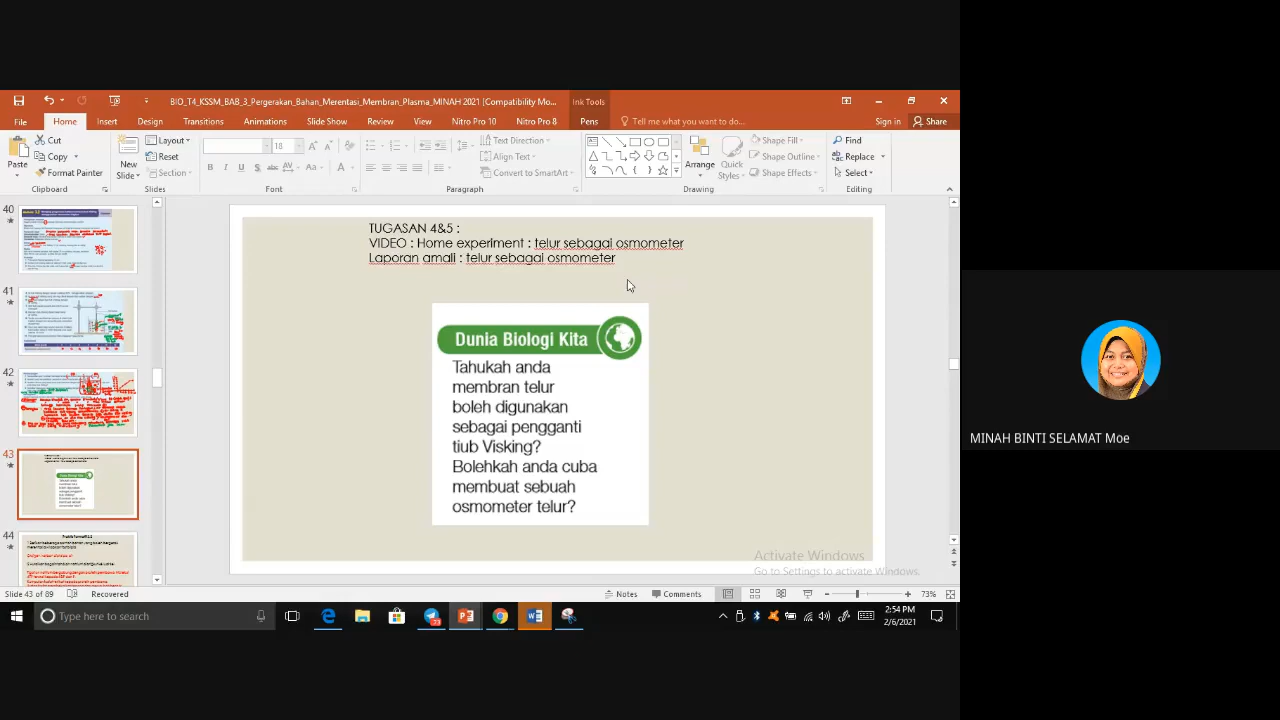 BIO_T4_KSSM_BAB_3_Pergerakan_Bahan_Merentasi_Membran_Plasma_MINAH 2021 [Compatibility Mo...
Ink Tools
File Home Insert Design Transitions Animations Slide Show Review View Nitro Pro 10 Nitro Pro 8 Pens Tell me what you want to do... Sign in Share
Paste
Cut
Copy
Format Painter
Clipboard
New Slide
Layout
Reset
Section
Slides
18
Font
Text Direction
Align Text
Convert to SmartArt
Paragraph
Arrange
Quick Styles
Shape Fill
Shape Outline
Shape Effects
Drawing
Find
Replace
Select
Editing
40
41
42
43
44
TUGASAN 4&5 :
VIDEO : Home experiment : telur sebagai osmometer
Laporan amali : telur sebagai osmometer
Dunia Biologi Kita
Tahukah anda
membran telur
boleh digunakan
sebagai pengganti
tiub Visking?
Bolehkah anda cuba
membuat sebuah
osmometer telur?
Activate Windows
Go to Settings to activate Windows.
Slide 43 of 89 Recovered Notes Comments 73%
Type here to search
2:54 PM
2/6/2021
MINAH BINTI SELAMAT Moe